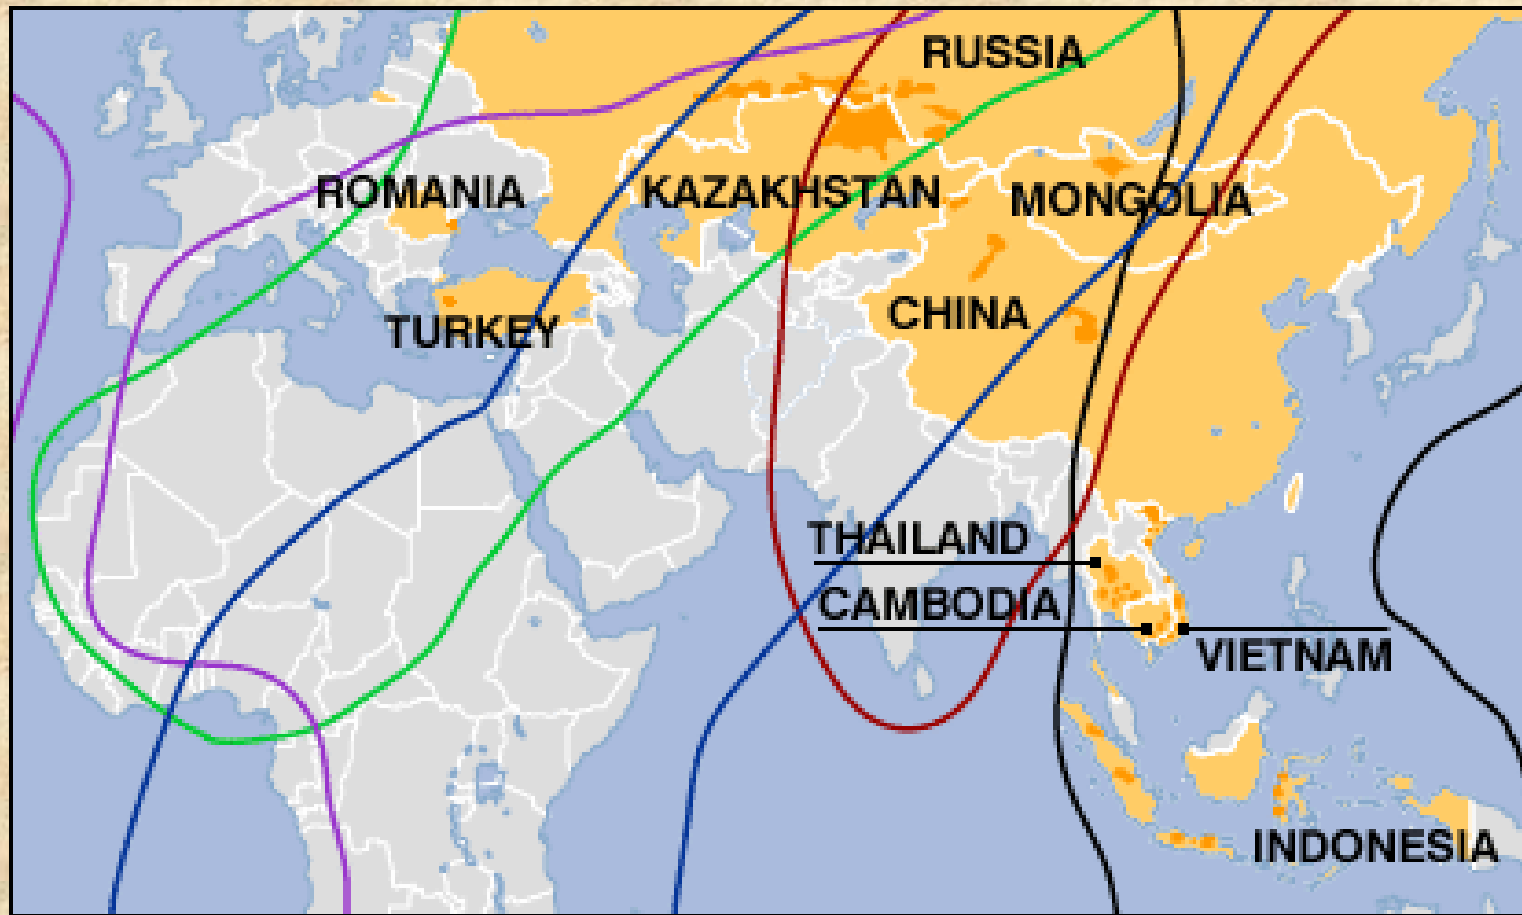 RUSSIA
ROMANIA
KAZAKHSTAN
MONGOLIA
CHINA
TURKEY
THAILAND
CAMBODIA
VIETNAM
INDONESIA